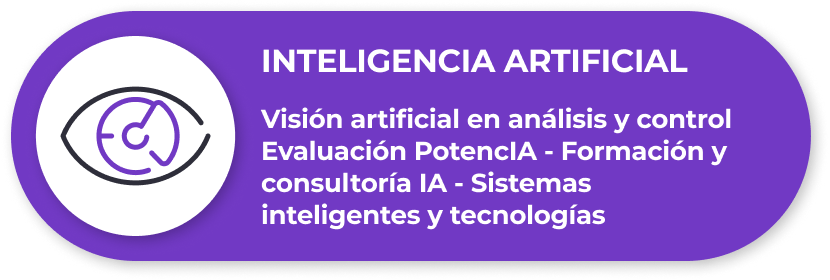 INTELIGENCIA ARTIFICIAL
Visión artificial en análisis y control
Evaluación PotencIA - Formación y
consultoría IA - Sistemas
inteligentes y tecnologías